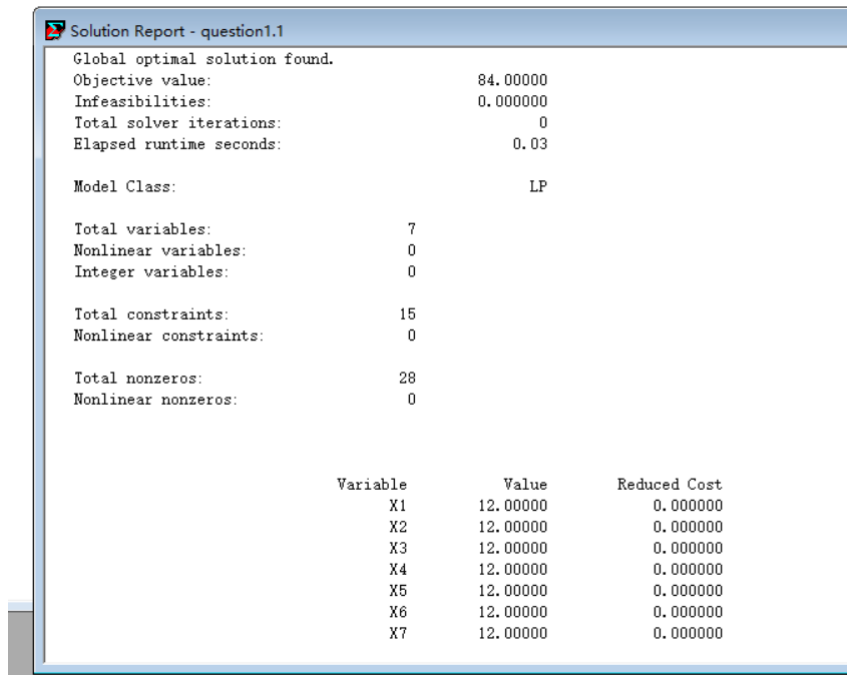 Solution Report - question1.1
Global optimal solution found.
Objective value: 84.00000
Infeasibilities: 0.000000
Total solver iterations: 0
Elapsed runtime seconds: 0.03
Model Class: LP
Total variables: 7
Nonlinear variables: 0
Integer variables: 0
Total constraints: 15
Nonlinear constraints: 0
Total nonzeros: 28
Nonlinear nonzeros: 0
Variable Value Reduced Cost
X1 12.00000 0.000000
X2 12.00000 0.000000
X3 12.00000 0.000000
X4 12.00000 0.000000
X5 12.00000 0.000000
X6 12.00000 0.000000
X7 12.00000 0.000000